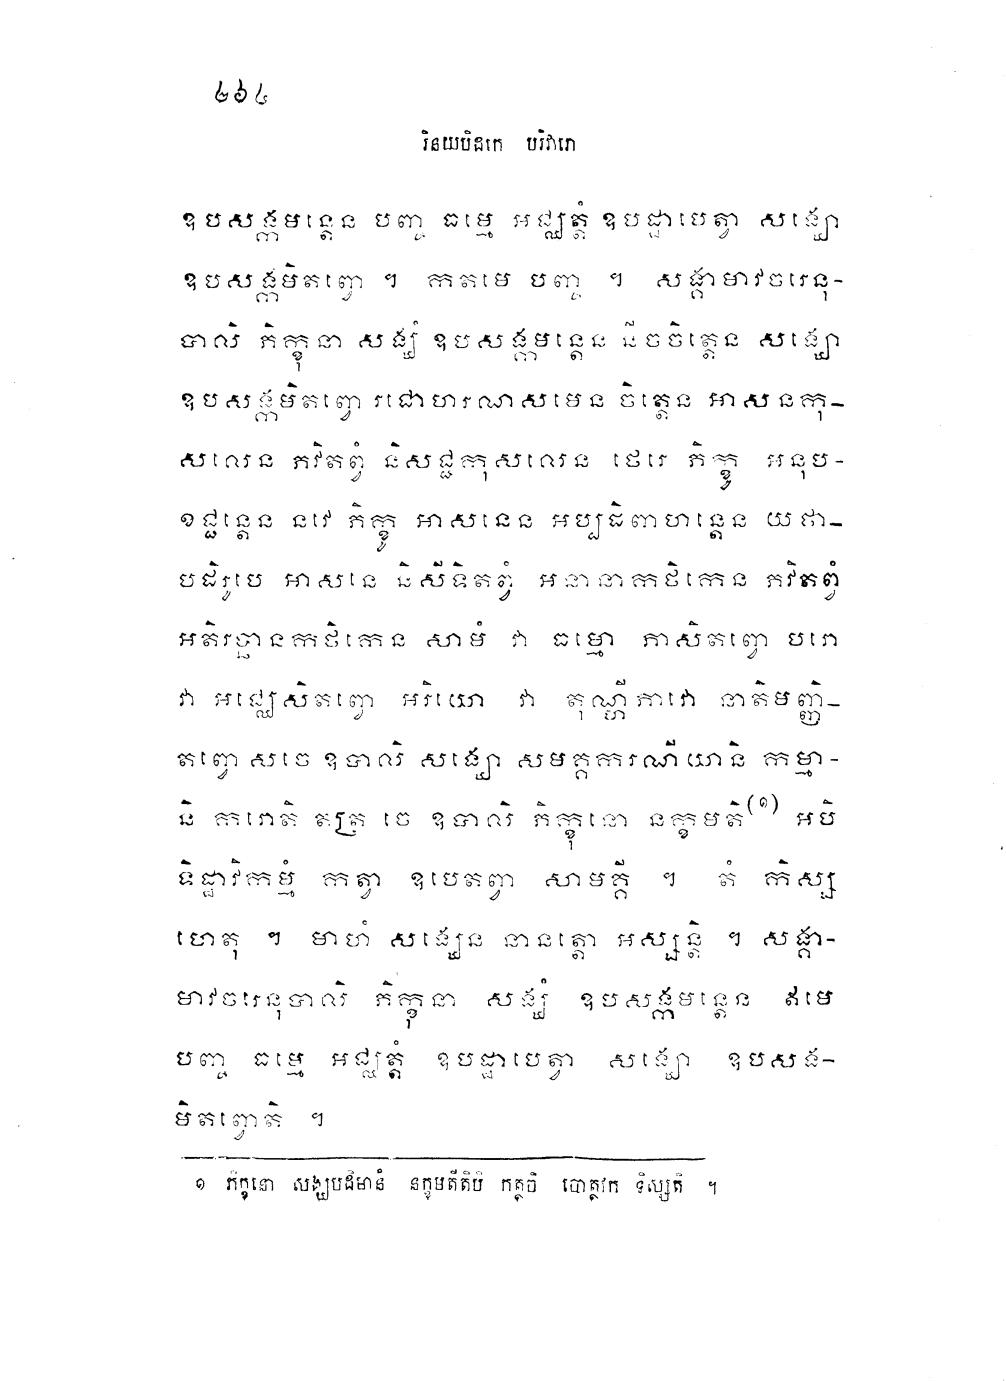 ២៦៤
វិនយបិដកេ បរិវារោ
ឧបសង្កមន្តេន បញ្ច ធម្មេ អជ្ឈត្តំ ឧបដ្ឋាបេត្វា សង្ឃោ
ឧបសង្កមិតព្វោ ។ កតមេ បញ្ច ។ សង្គាមាវចរេនុ-
បាលិ ភិក្ខុនា សង្ឃំ ឧបសង្កមន្តេន នីចចិត្តេន សង្ឃោ
ឧបសង្កមិតព្វោ រជោហរណសមេន ចិត្តេន អាសនកុ-
សលេន ភវិតព្វំ និសជ្ជកុសលេន ថេរេ ភិក្ខូ អនុប-
ខជ្ជន្តេន នវេ ភិក្ខូ អាសនេន អប្បដិពាហន្តេន យថា-
បដិរូបេ អាសនេ និសីទិតព្វំ អនានាកថិកេន ភវិតព្វំ
អតិរច្ឆានកថិកេន សាមំ វា ធម្មោ ភាសិតព្វោ បរោ
វា អជ្ឈេសិតព្វោ អរិយោ វា តុណ្ហីភាវោ នាតិមញ្ញិ-
តព្វោ សចេ ឧបាលិ សង្ឃោ សមគ្គករណីយានិ កម្មា-
និ ករោតិ តត្រ ចេ ឧបាលិ ភិក្ខុនោ នក្ខមតិ(១) អបិ
ទិដ្ឋាវិកម្មំ កត្វា ឧបេតព្វា សាមគ្គី ។ តំ កិស្ស
ហេតុ ។ មាហំ សង្ឃេន នានត្តោ អស្សន្តិ ។ សង្គា-
មាវចរេនុបាលិ ភិក្ខុនា សង្ឃំ ឧបសង្កមន្តេន ឥមេ
បញ្ច ធម្មេ អជ្ឈត្តំ ឧបដ្ឋាបេត្វា សង្ឃោ ឧបសង-
មិតព្វោតិ ។
១ ភិក្ខុនោ សង្ឃបដិមានំ នក្ខមតីតិបិ កត្ថចិ បោត្ថកេ ទិស្សតិ ។